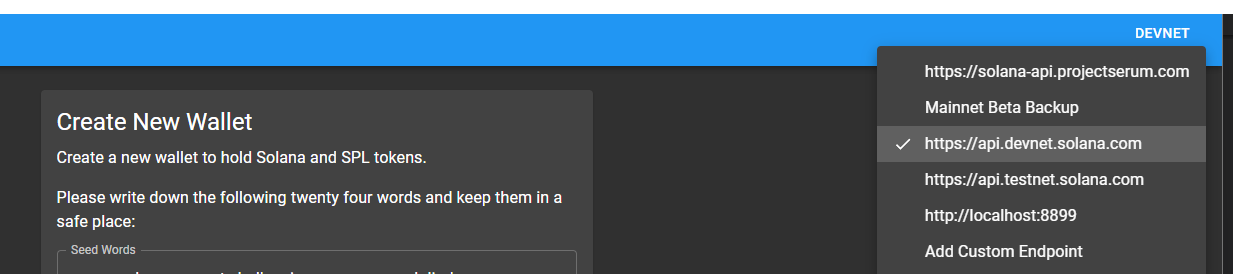 DEVNET
https://solana-api.projectserum.com
Mainnet Beta Backup
https://api.devnet.solana.com
https://api.testnet.solana.com
http://localhost:8899
Add Custom Endpoint
Create New Wallet
Create a new wallet to hold Solana and SPL tokens.
Please write down the following twenty four words and keep them in a
safe place:
Seed Words